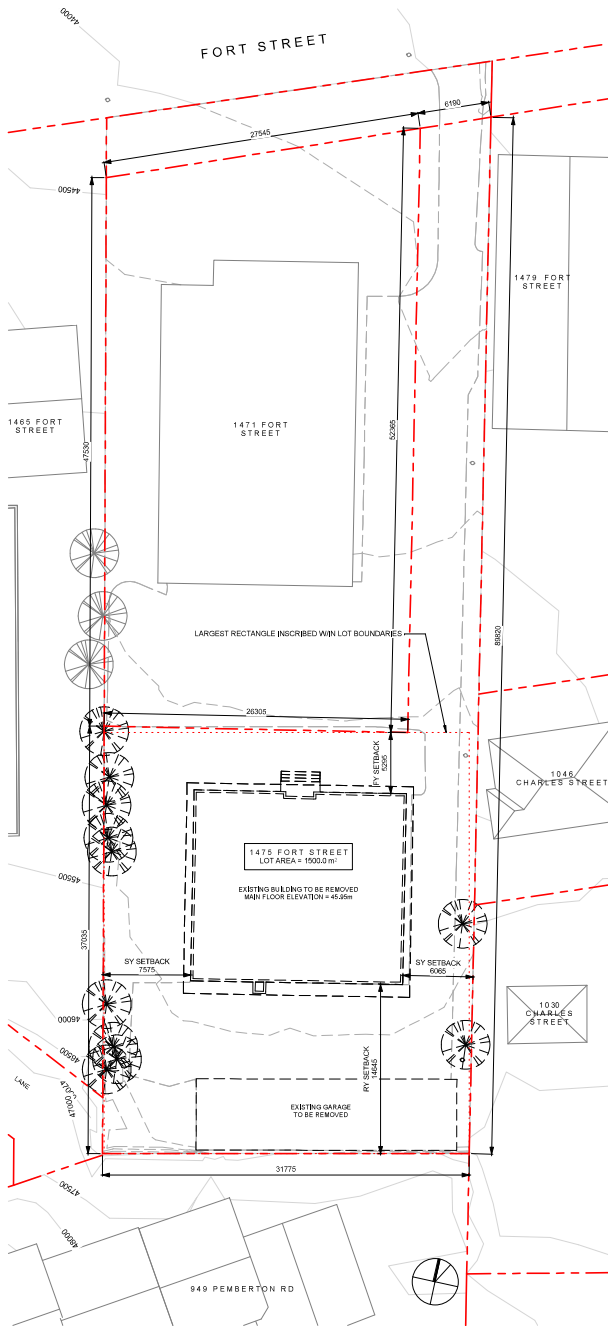 44000
FORT STREET
6190
27545
44500
1479 FORT
STREET
1465 FORT
STREET
1471 FORT
STREET
47530
52365
89820
LARGEST RECTANGLE INSCRIBED W/IN LOT BOUNDARIES
26305
FY SETBACK
5295
1046
CHARLES STREET
1475 FORT STREET
LOT AREA = 1500.0 m²
EXISTING BUILDING TO BE REMOVED
MAIN FLOOR ELEVATION = 45.95m
45500
37035
SY SETBACK
7575
SY SETBACK
6065
1030
CHARLES
STREET
46000
46500
LANE
47000
RY SETBACK
14645
EXISTING GARAGE
TO BE REMOVED
31775
47500
48000
949 PEMBERTON RD